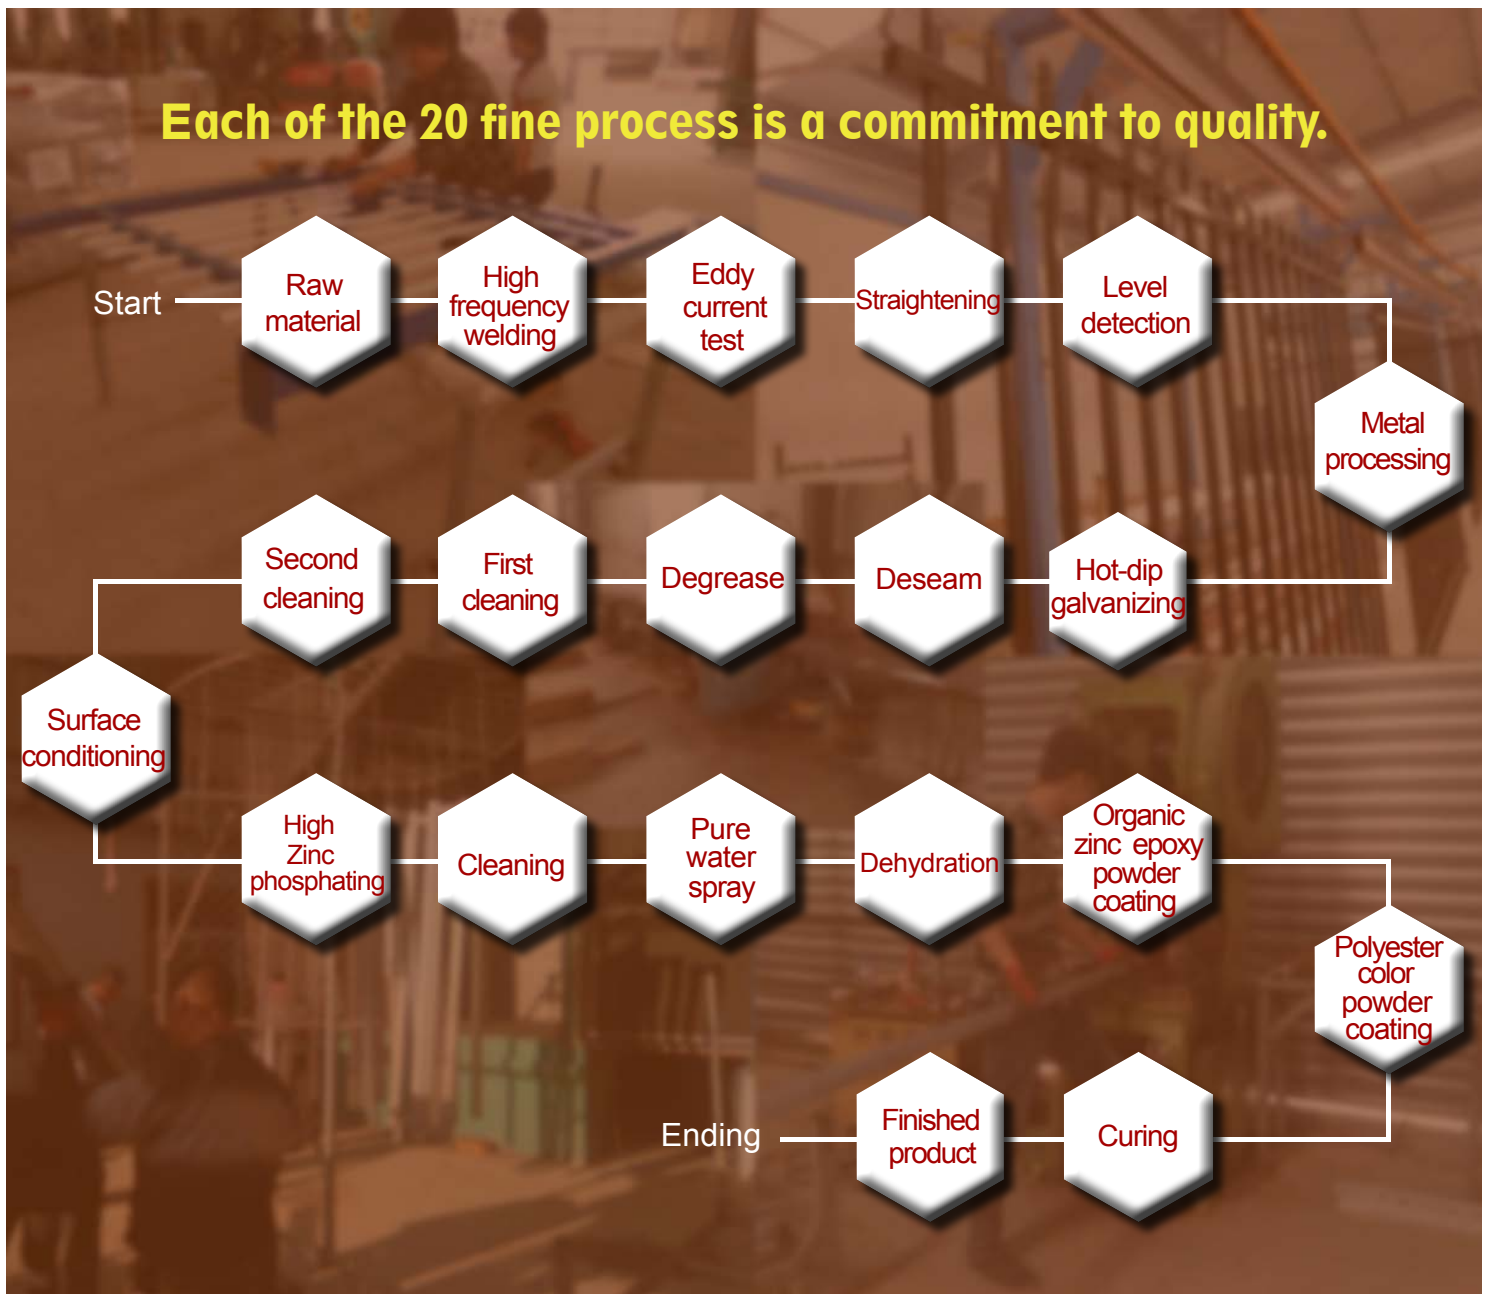 Each of the 20 fine process is a commitment to quality.
Start
Raw
material
High
frequency
welding
Eddy
current
test
Straightening
Level
detection
Metal
processing
Hot-dip
galvanizing
Deseam
Degrease
First
cleaning
Second
cleaning
Surface
conditioning
High
Zinc
phosphating
Cleaning
Pure
water
spray
Dehydration
Organic
zinc epoxy
powder
coating
Polyester
color
powder
coating
Curing
Finished
product
Ending